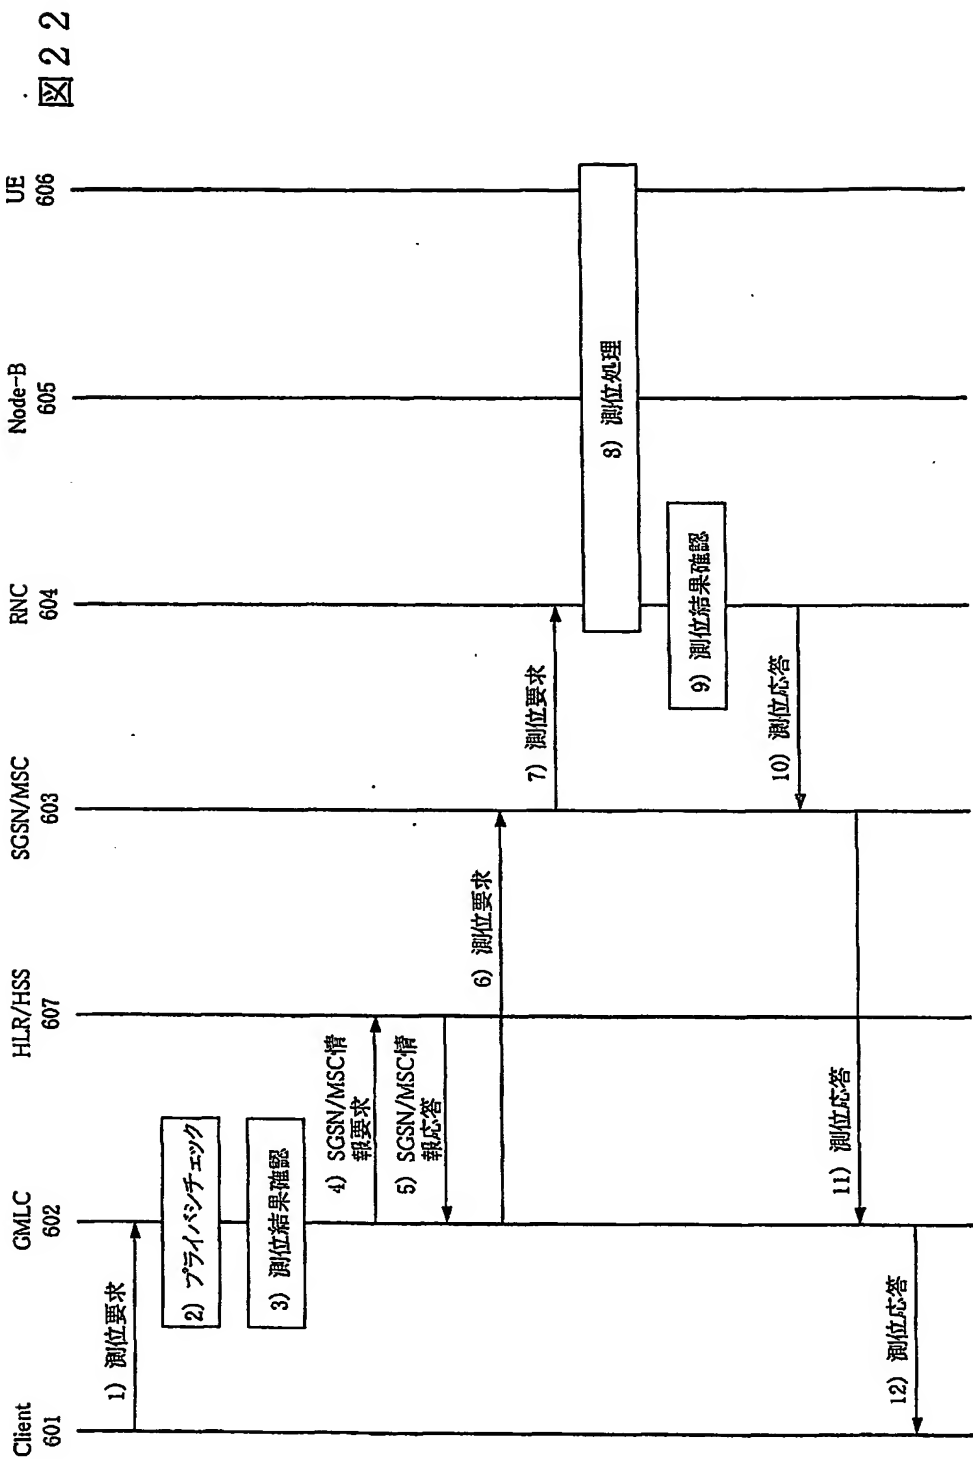 図２２
Client
601
GMLC
602
HLR/HSS
607
SGSN/MSC
603
RNC
604
Node-B
605
UE
606
1) 測位要求
2) プライバシチェック
3) 測位結果確認
4) SGSN/MSC情
報要求
5) SGSN/MSC情
報応答
6) 測位要求
7) 測位要求
8) 測位処理
9) 測位結果確認
10) 測位応答
11) 測位応答
12) 測位応答